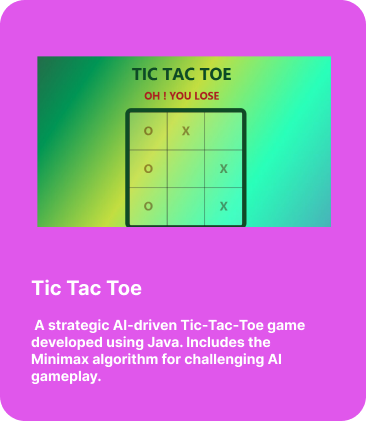 TIC TAC TOE
OH ! YOU LOSE
O X
O X
O X
Tic Tac Toe
A strategic AI-driven Tic-Tac-Toe game
developed using Java. Includes the
Minimax algorithm for challenging AI
gameplay.